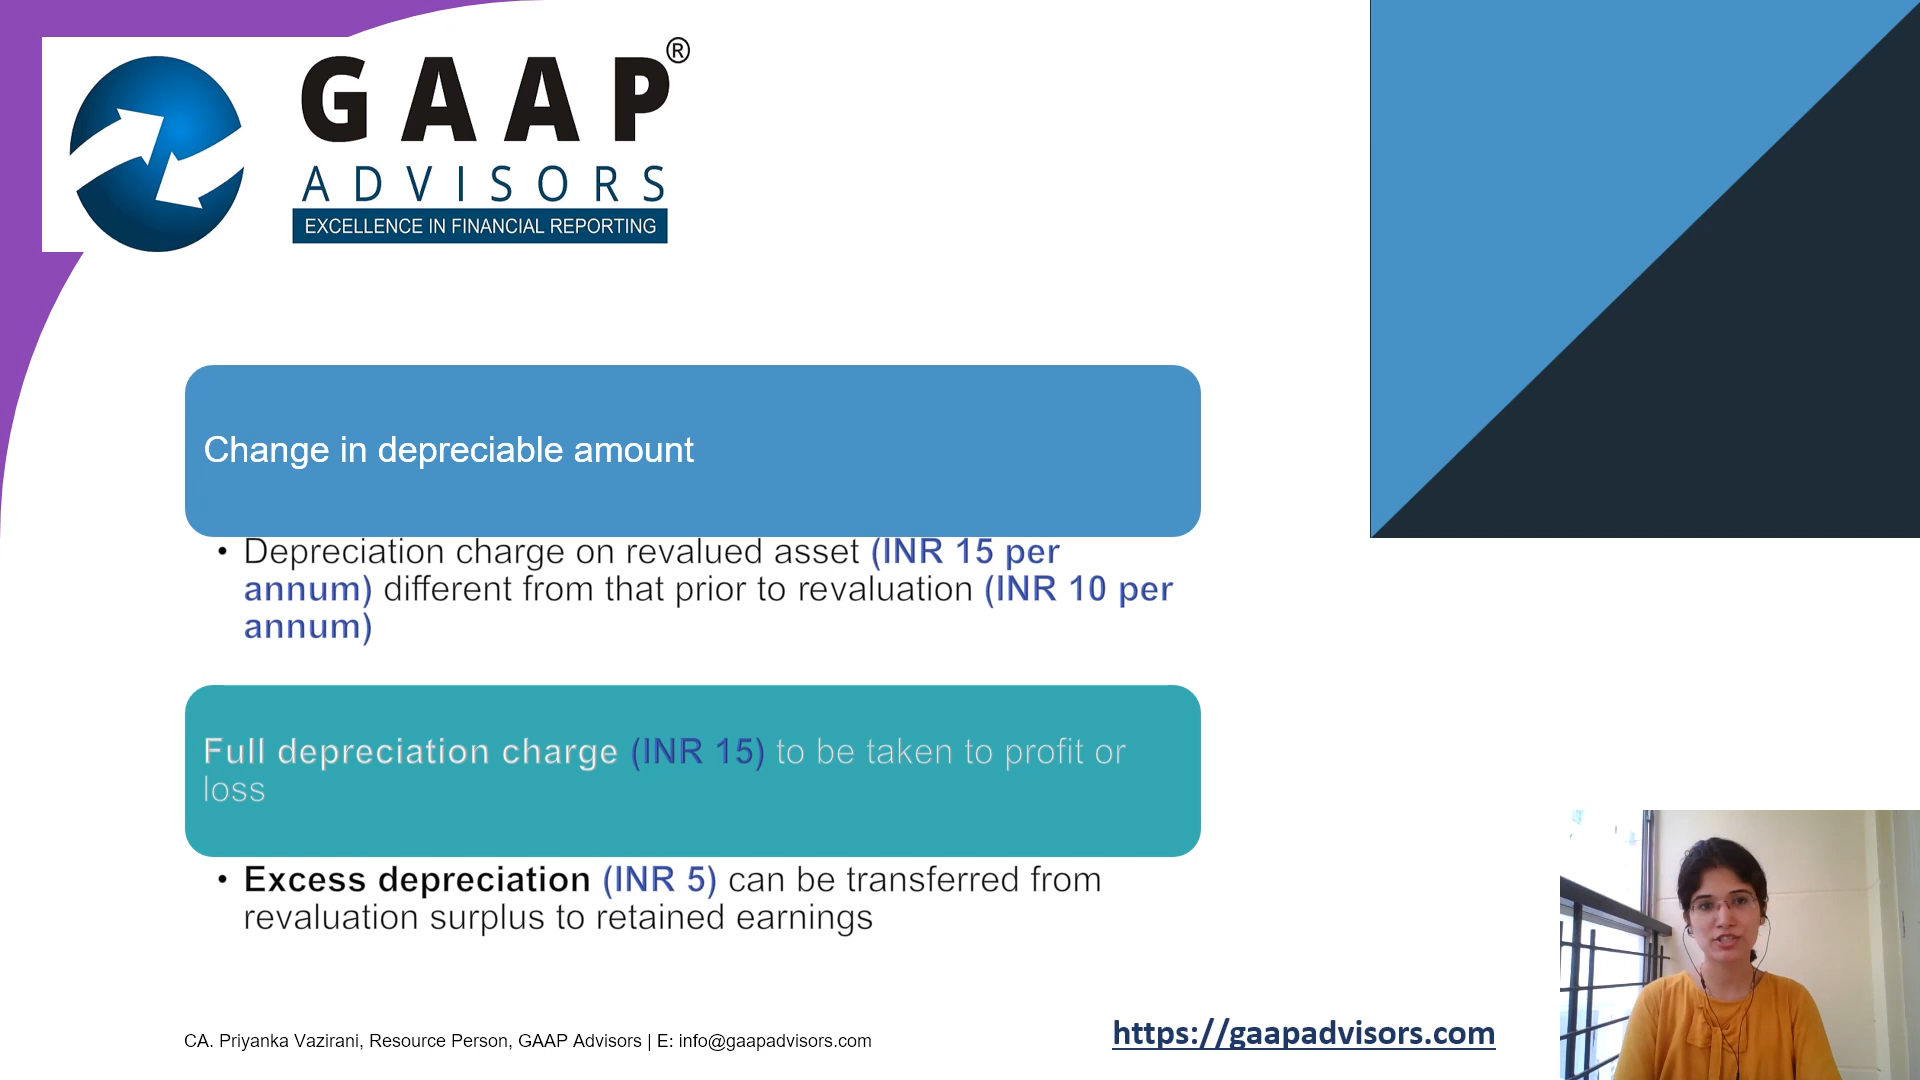 GAAP®
ADVISORS
EXCELLENCE IN FINANCIAL REPORTING
Change in depreciable amount
• Depreciation charge on revalued asset (INR 15 per
annum) different from that prior to revaluation (INR 10 per
annum)
Full depreciation charge (INR 15) to be taken to profit or
loss
• Excess depreciation (INR 5) can be transferred from
revaluation surplus to retained earnings
CA. Priyanka Vazirani, Resource Person, GAAP Advisors | E: info@gaapadvisors.com
https://gaapadvisors.com